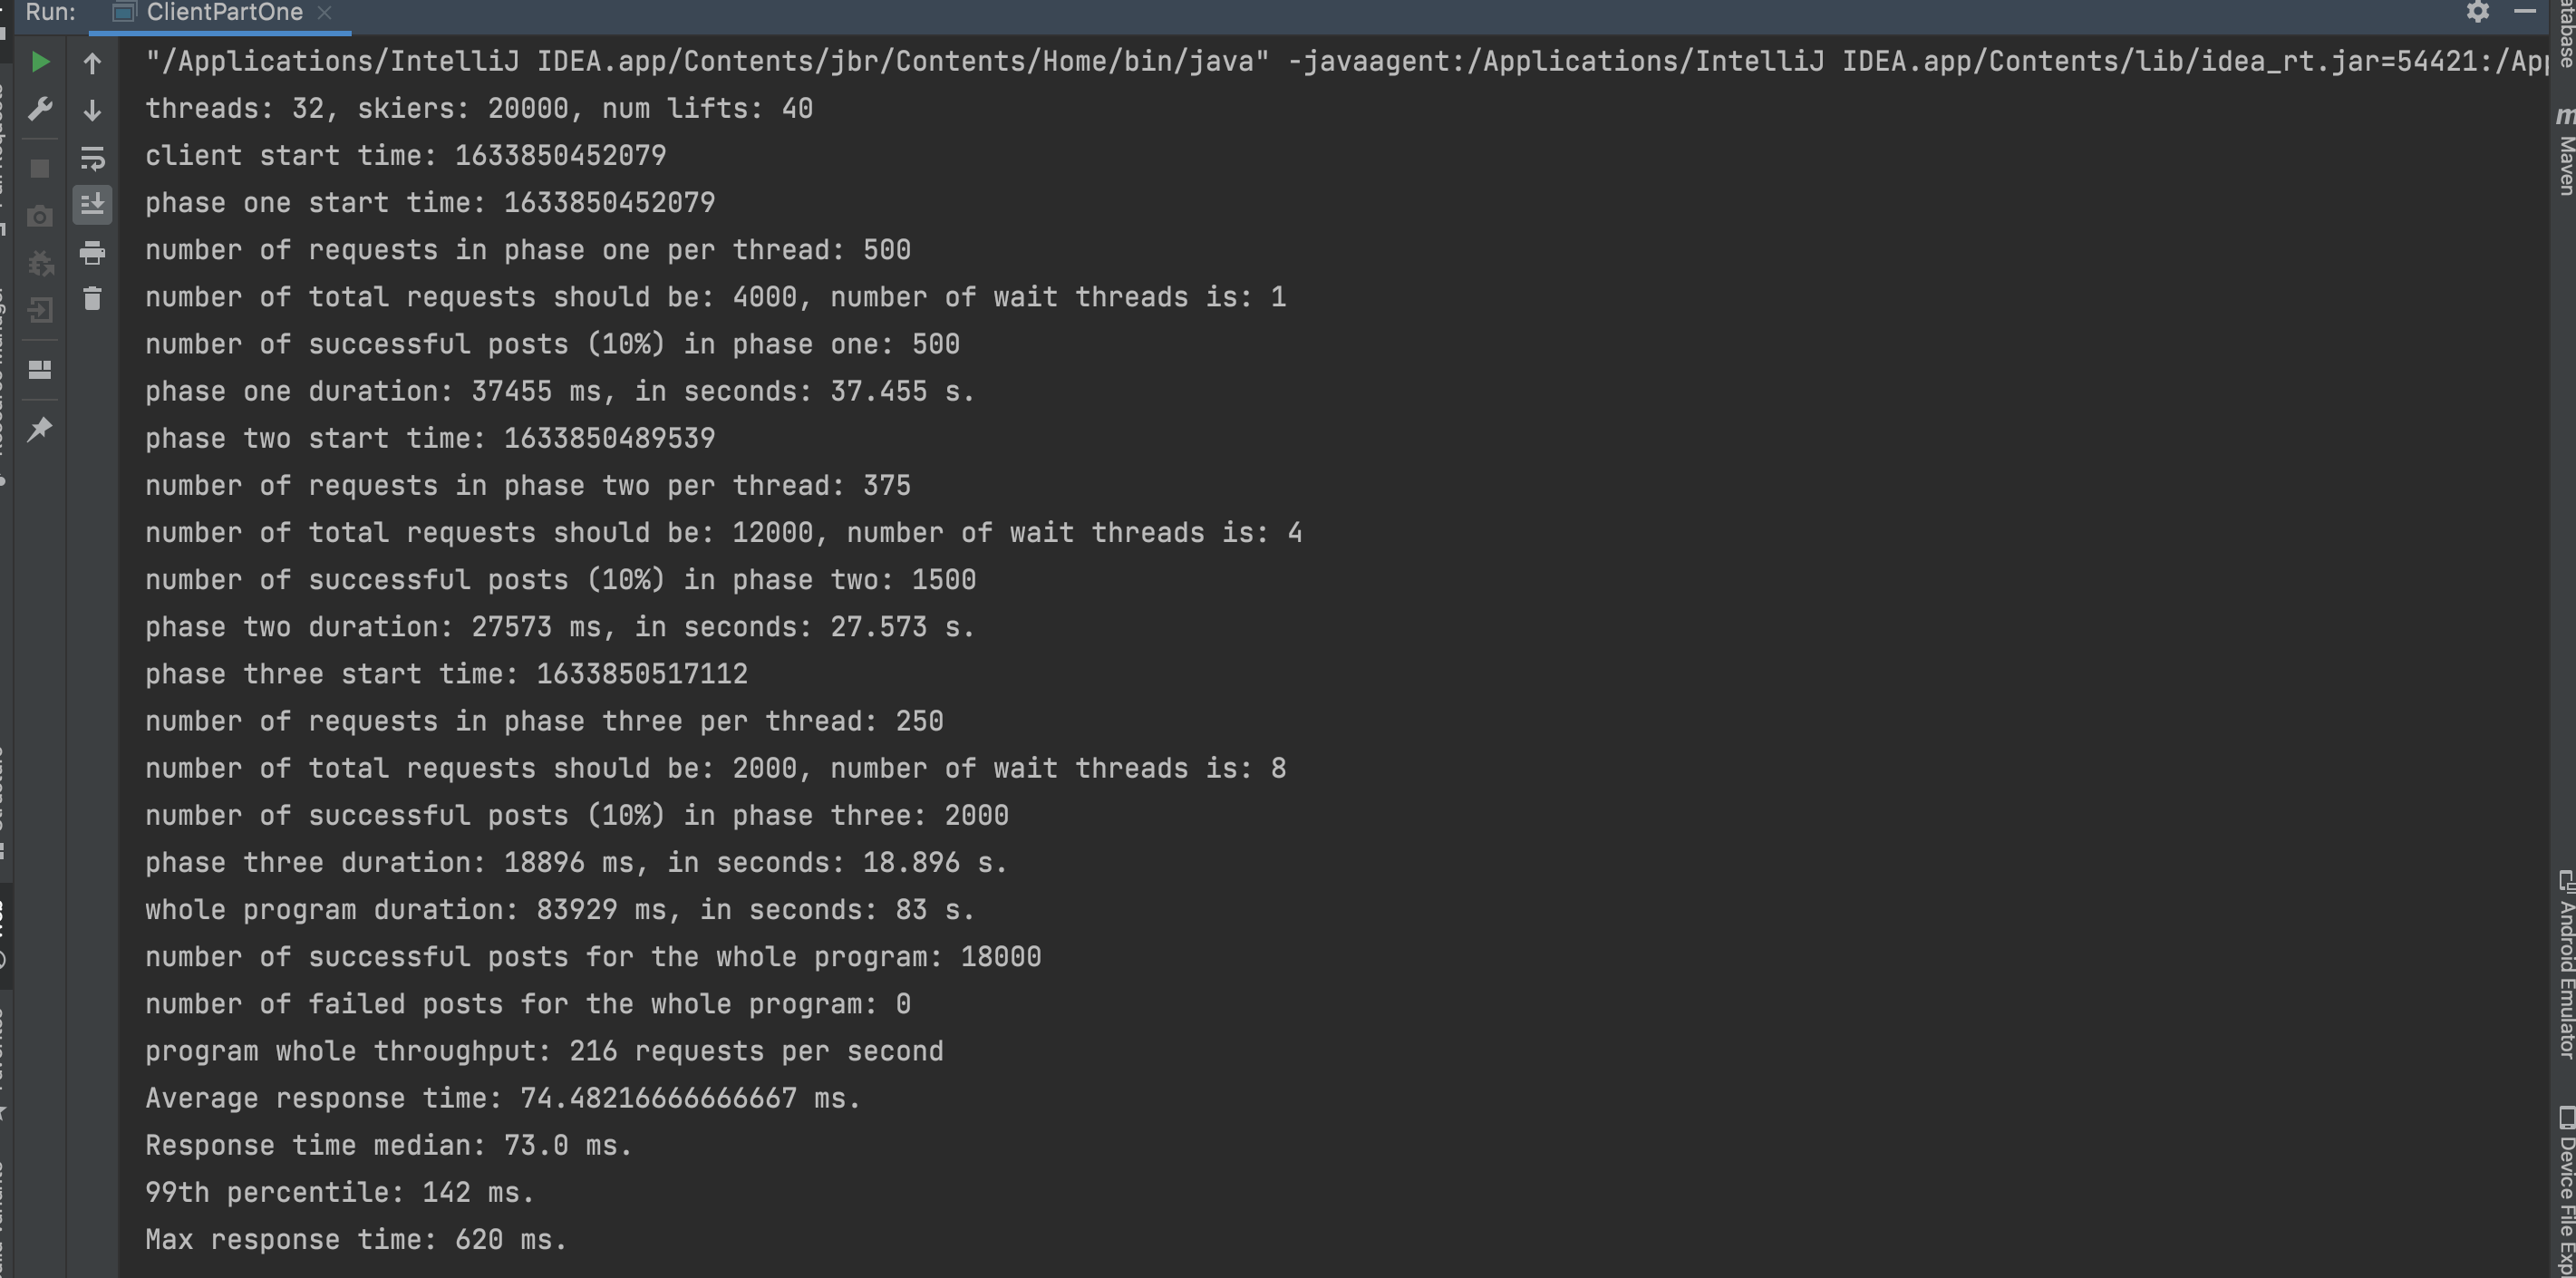 Run: ClientPartOne
"/Applications/IntelliJ IDEA.app/Contents/jbr/Contents/Home/bin/java" -javaagent:/Applications/IntelliJ IDEA.app/Contents/lib/idea_rt.jar=54421:/App
threads: 32, skiers: 20000, num lifts: 40
client start time: 1633850452079
phase one start time: 1633850452079
number of requests in phase one per thread: 500
number of total requests should be: 4000, number of wait threads is: 1
number of successful posts (10%) in phase one: 500
phase one duration: 37455 ms, in seconds: 37.455 s.
phase two start time: 1633850489539
number of requests in phase two per thread: 375
number of total requests should be: 12000, number of wait threads is: 4
number of successful posts (10%) in phase two: 1500
phase two duration: 27573 ms, in seconds: 27.573 s.
phase three start time: 1633850517112
number of requests in phase three per thread: 250
number of total requests should be: 2000, number of wait threads is: 8
number of successful posts (10%) in phase three: 2000
phase three duration: 18896 ms, in seconds: 18.896 s.
whole program duration: 83929 ms, in seconds: 83 s.
number of successful posts for the whole program: 18000
number of failed posts for the whole program: 0
program whole throughput: 216 requests per second
Average response time: 74.48216666666667 ms.
Response time median: 73.0 ms.
99th percentile: 142 ms.
Max response time: 620 ms.
atabase
m Maven
Android Emulator
Device File Exp